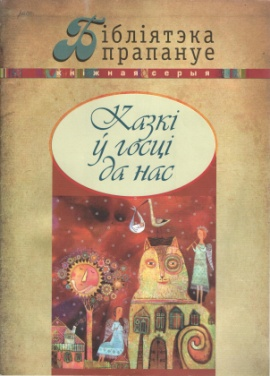 Бібліятэка
прапануе
кніжная серыя
Казкі
ў госці
да нас